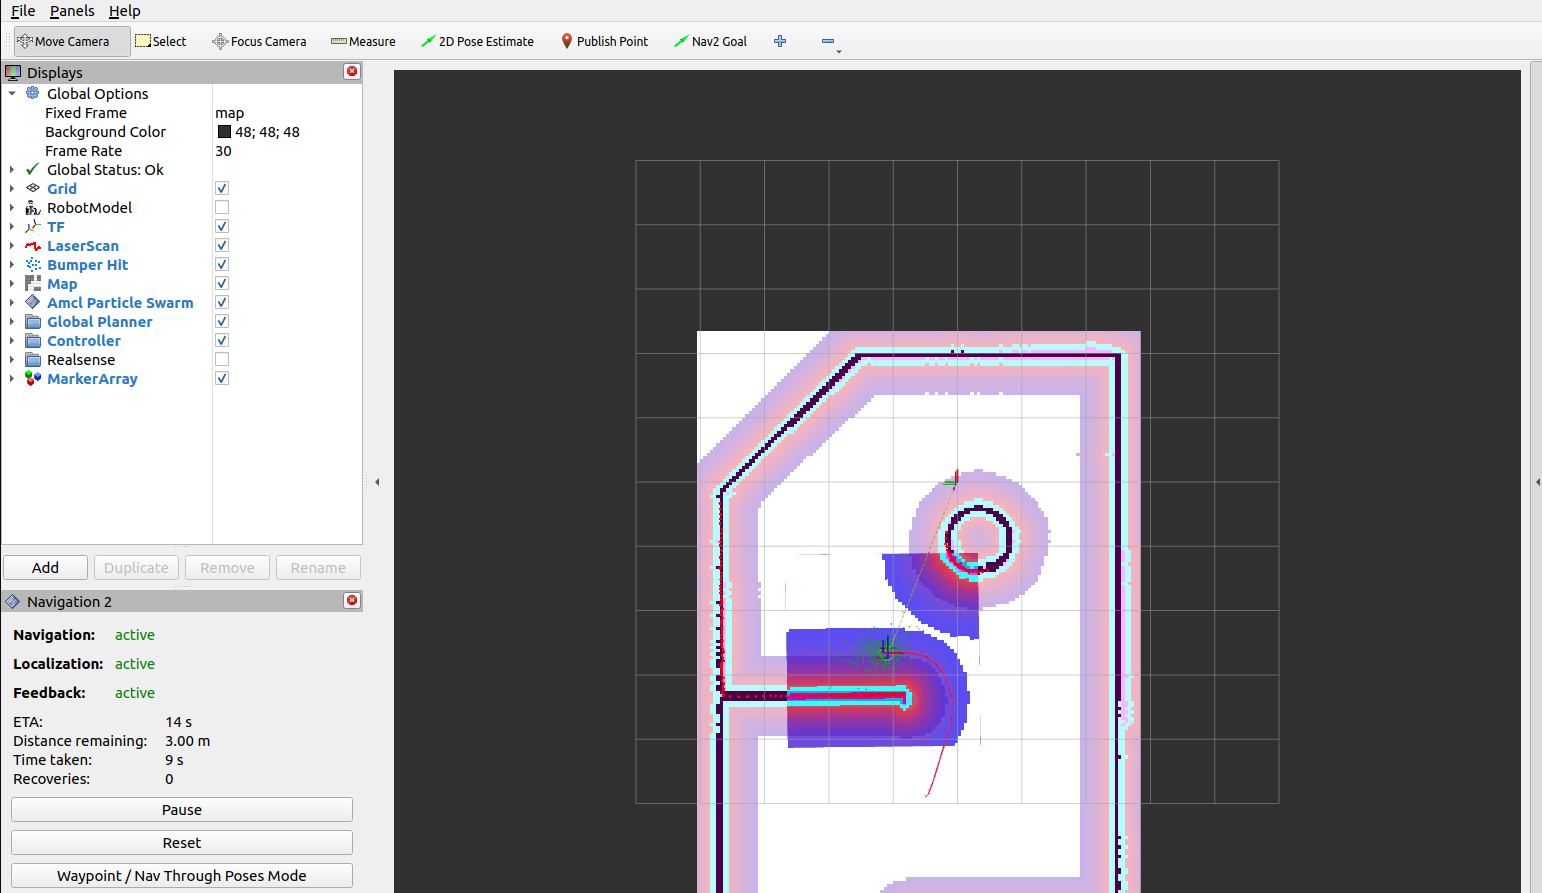 File Panels Help
Move Camera Select Focus Camera Measure 2D Pose Estimate Publish Point Nav2 Goal
Displays
Global Options
Fixed Frame map
Background Color 48; 48; 48
Frame Rate 30
Global Status: Ok
Grid
RobotModel
TF
LaserScan
Bumper Hit
Map
Amcl Particle Swarm
Global Planner
Controller
Realsense
MarkerArray
Add Duplicate Remove Rename
Navigation 2
Navigation: active
Localization: active
Feedback: active
ETA: 14 s
Distance remaining: 3.00 m
Time taken: 9 s
Recoveries: 0
Pause
Reset
Waypoint / Nav Through Poses Mode